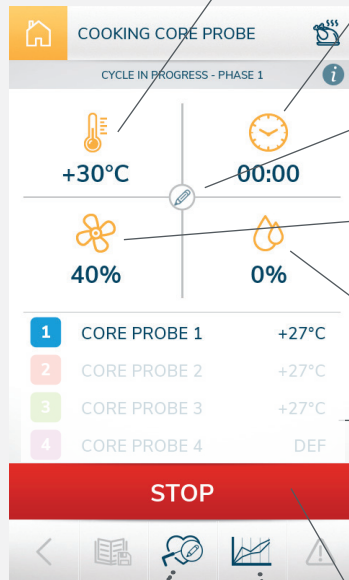 COOKING CORE PROBE
CYCLE IN PROGRESS - PHASE 1
i
+30°C 00:00
40% 0%
1 CORE PROBE 1 +27°C
2 CORE PROBE 2 +27°C
3 CORE PROBE 3 +27°C
4 CORE PROBE 4 DEF
STOP